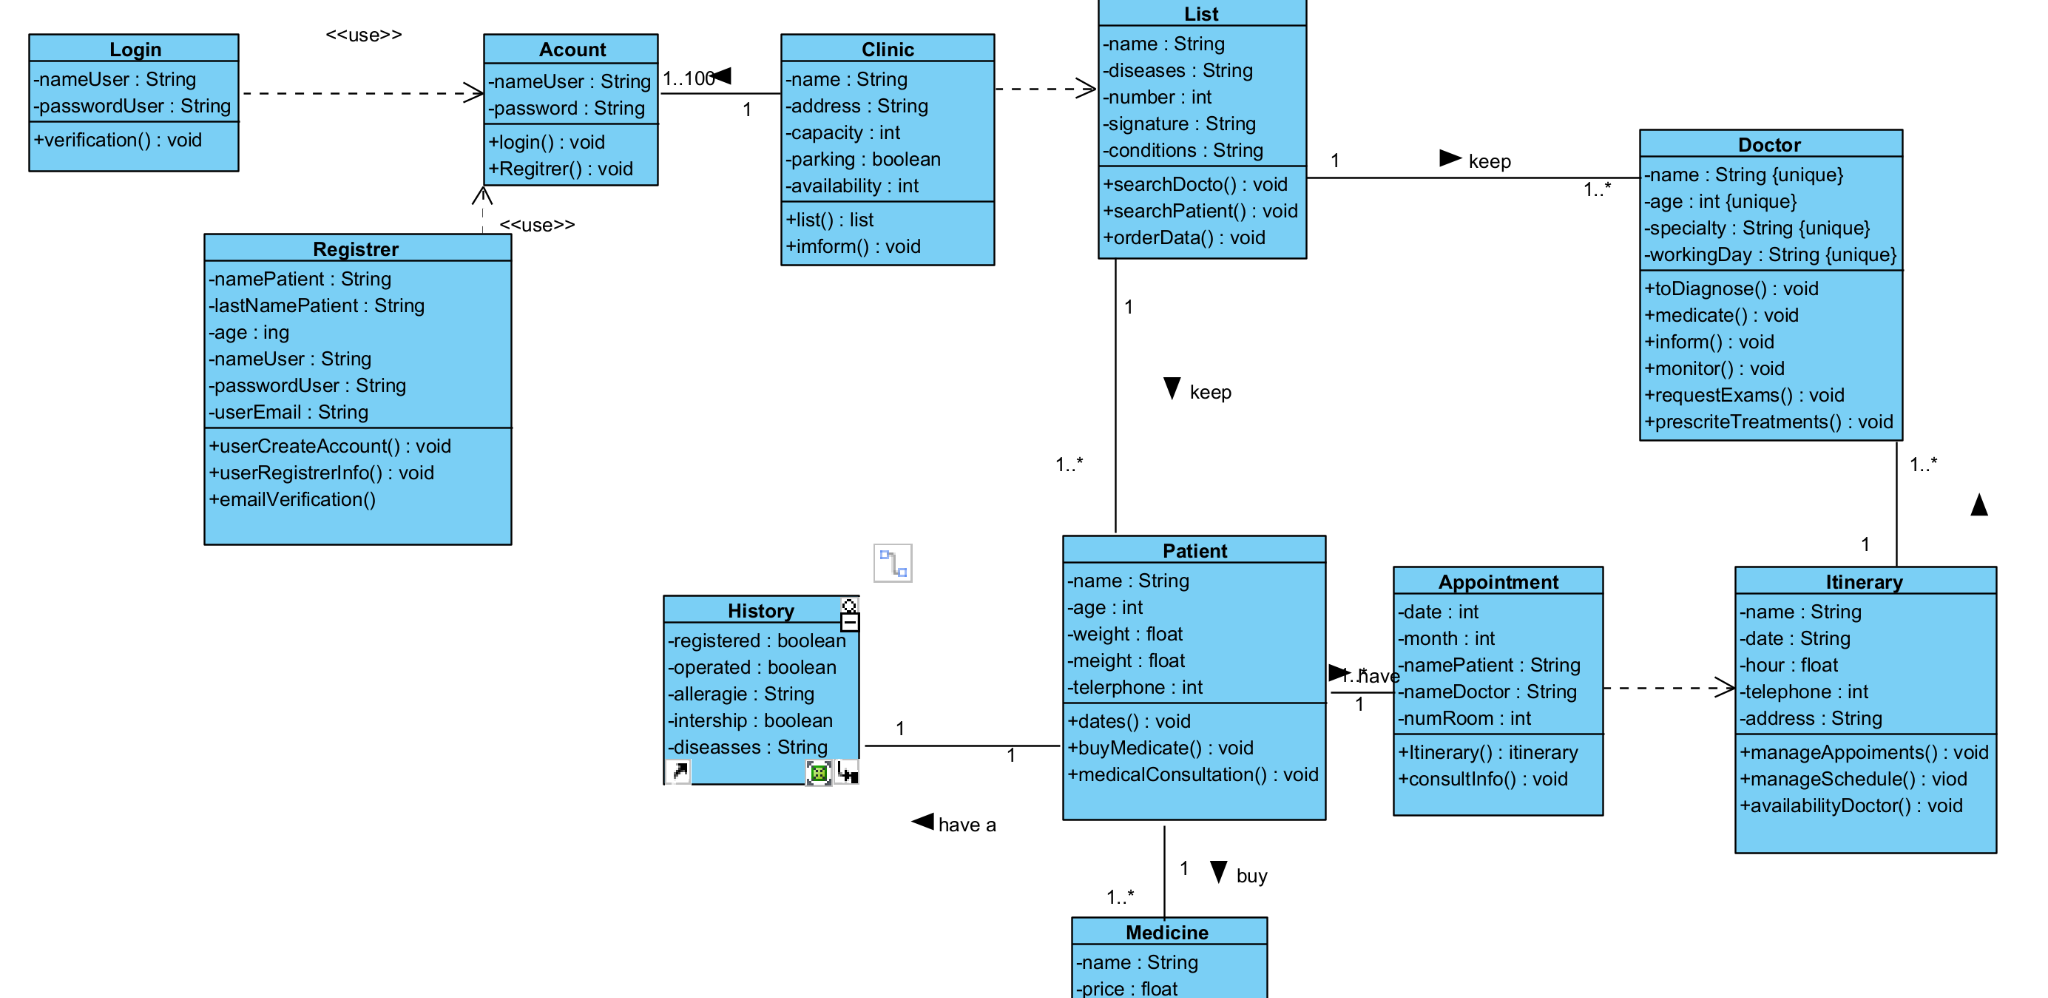 Login
-nameUser : String
-passwordUser : String
+verification() : void
<<use>>
Acount
-nameUser : String
-password : String
+login() : void
+Regitrer() : void
1..100
1
Clinic
-name : String
-address : String
-capacity : int
-parking : boolean
-availability : int
+list() : list
+imform() : void
List
-name : String
-diseases : String
-number : int
-signature : String
-conditions : String
+searchDocto() : void
+searchPatient() : void
+orderData() : void
1
keep
1..*
Doctor
-name : String {unique}
-age : int {unique}
-specialty : String {unique}
-workingDay : String {unique}
+toDiagnose() : void
+medicate() : void
+inform() : void
+monitor() : void
+requestExams() : void
+prescriteTreatments() : void
<<use>>
Registrer
-namePatient : String
-lastNamePatient : String
-age : ing
-nameUser : String
-passwordUser : String
-userEmail : String
+userCreateAccount() : void
+userRegistrerInfo() : void
+emailVerification()
1
keep
1..*
1..*
1
History
-registered : boolean
-operated : boolean
-alleragie : String
-intership : boolean
-diseasses : String
1
1
have a
Patient
-name : String
-age : int
-weight : float
-meight : float
-telerphone : int
+dates() : void
+buyMedicate() : void
+medicalConsultation() : void
1..*
have
1
Appointment
-date : int
-month : int
-namePatient : String
-nameDoctor : String
-numRoom : int
+Itinerary() : itinerary
+consultInfo() : void
Itinerary
-name : String
-date : String
-hour : float
-telephone : int
-address : String
+manageAppoiments() : void
+manageSchedule() : viod
+availabilityDoctor() : void
1
buy
1..*
Medicine
-name : String
-price : float